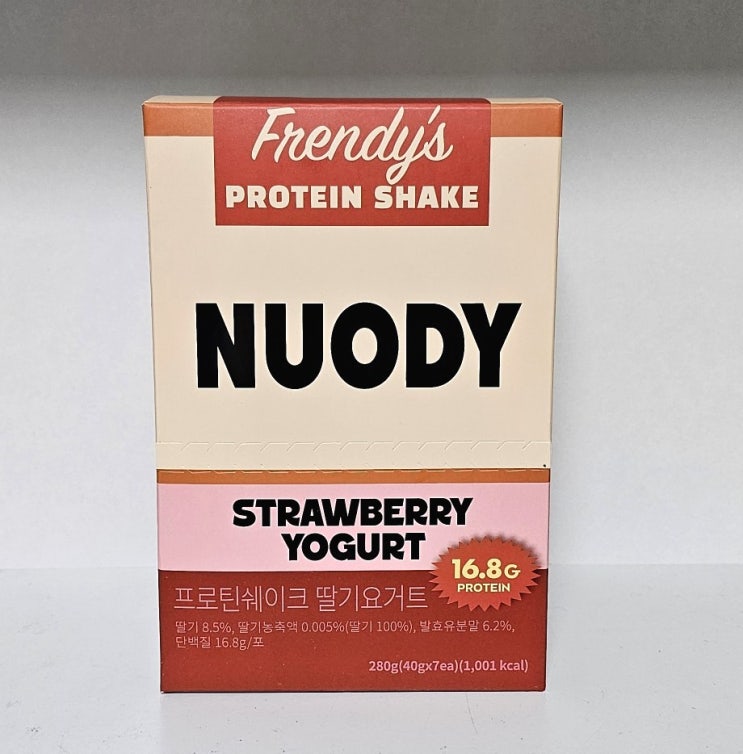 Frendy's
PROTEIN SHAKE
NUODY
STRAWBERRY
YOGURT
16.8G
PROTEIN
프로틴쉐이크 딸기요거트
딸기 8.5%, 딸기농축액 0.005%(딸기 100%), 발효유분말 6.2%,
단백질 16.8g/포
280g(40gx7ea)(1,001 kcal)